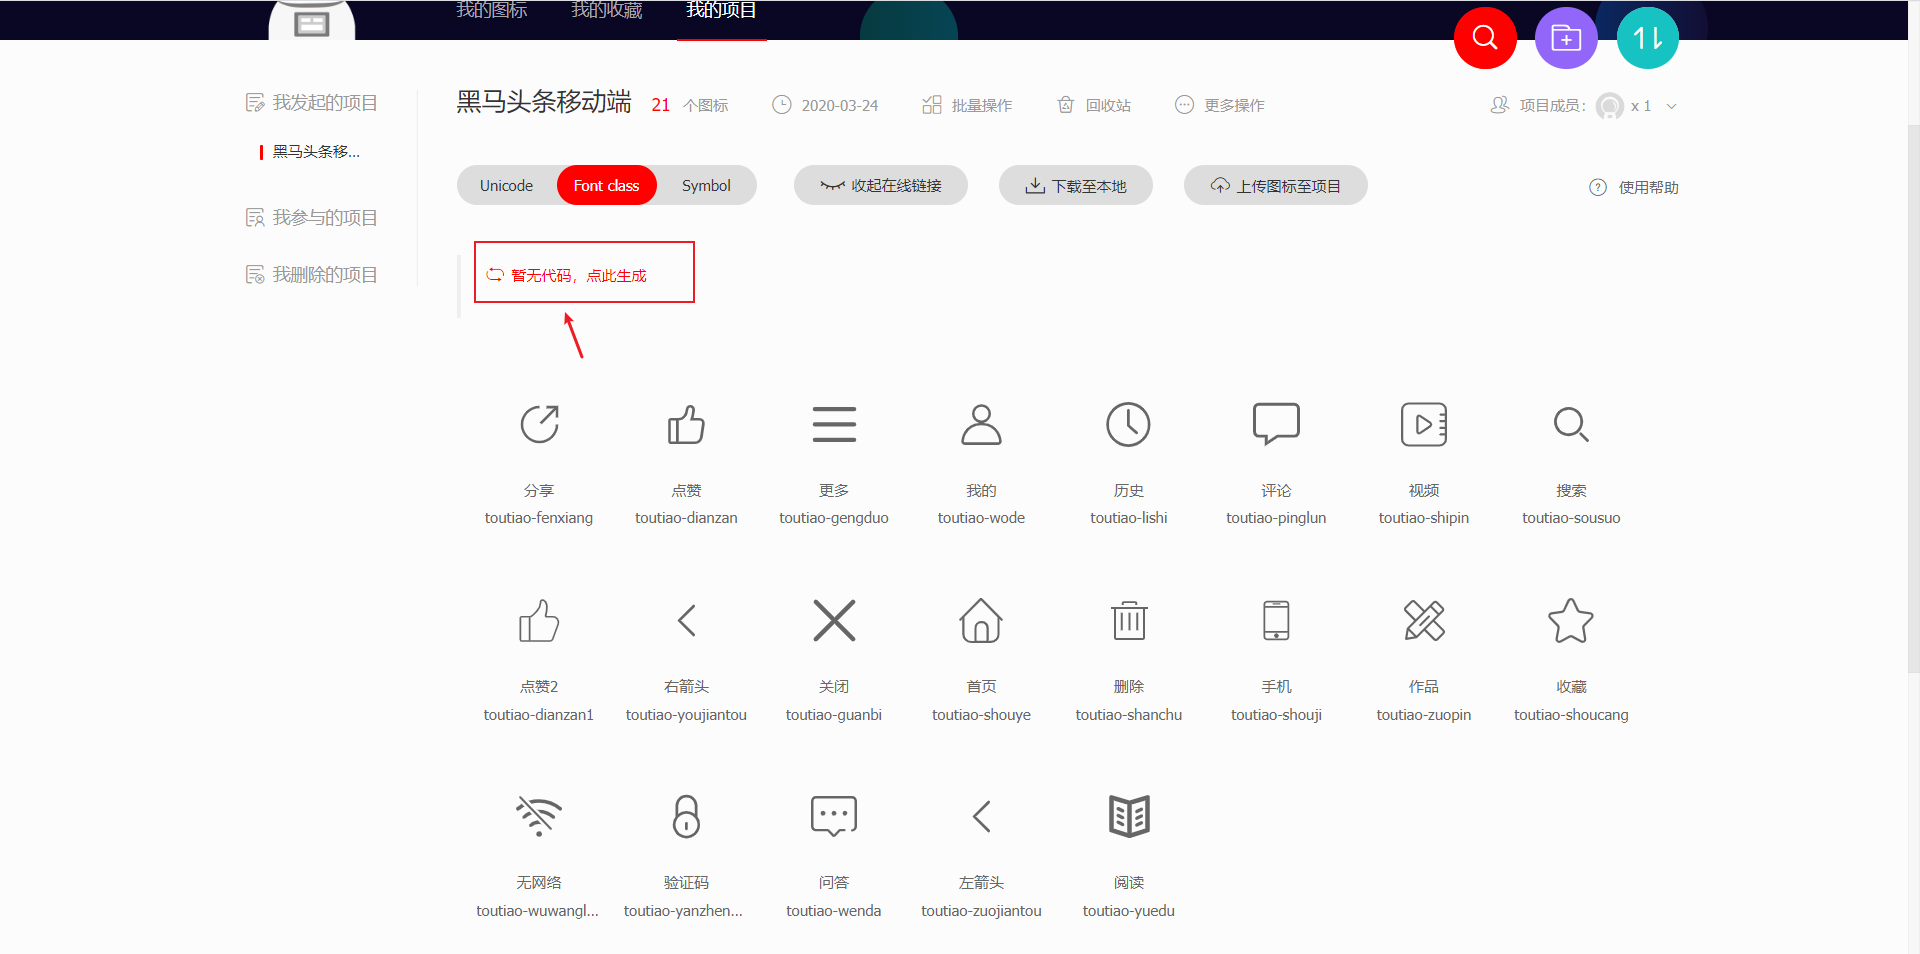 我的图标 我的收藏 我的项目
我发起的项目
黑马头条移...
我参与的项目
我删除的项目
黑马头条移动端 21 个图标 2020-03-24 批量操作 回收站 更多操作 项目成员: x 1
Unicode Font class Symbol 收起在线链接 下载至本地 上传图标至项目 使用帮助
暂无代码，点此生成
分享 点赞 更多 我的 历史 评论 视频 搜索
toutiao-fenxiang toutiao-dianzan toutiao-gengduo toutiao-wode toutiao-lishi toutiao-pinglun toutiao-shipin toutiao-sousuo
点赞2 右箭头 关闭 首页 删除 手机 作品 收藏
toutiao-dianzan1 toutiao-youjiantou toutiao-guanbi toutiao-shouye toutiao-shanchu toutiao-shouji toutiao-zuopin toutiao-shoucang
无网络 验证码 问答 左箭头 阅读
toutiao-wuwangl... toutiao-yanzhen... toutiao-wenda toutiao-zuojiantou toutiao-yuedu